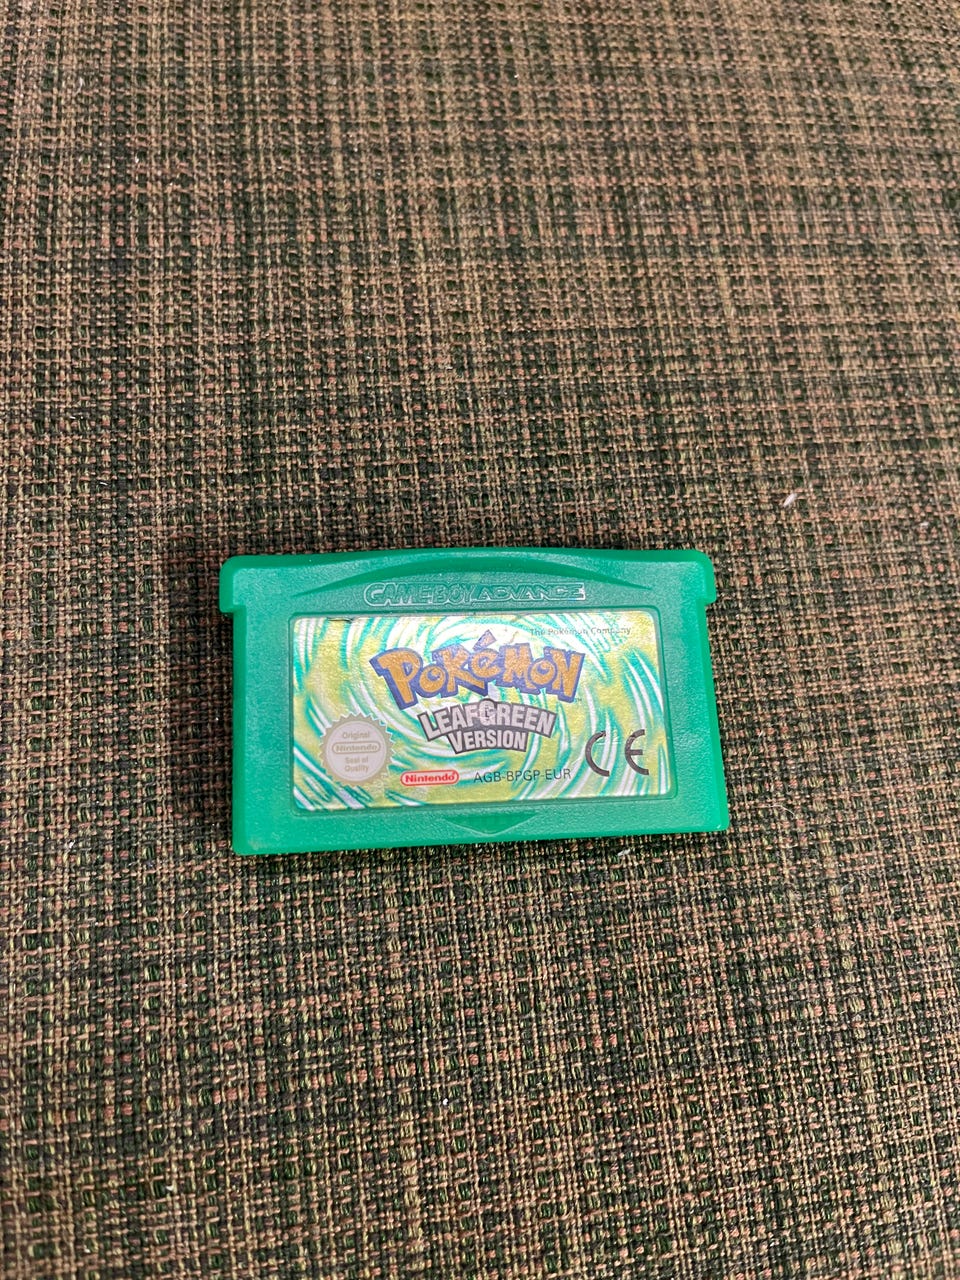 GAME BOY ADVANCE
The Pokémon Company
POKéMON
LEAFGREEN
VERSION
Original
Nintendo
Seal of
Quality
Nintendo
AGB-BPGP-EUR
CE